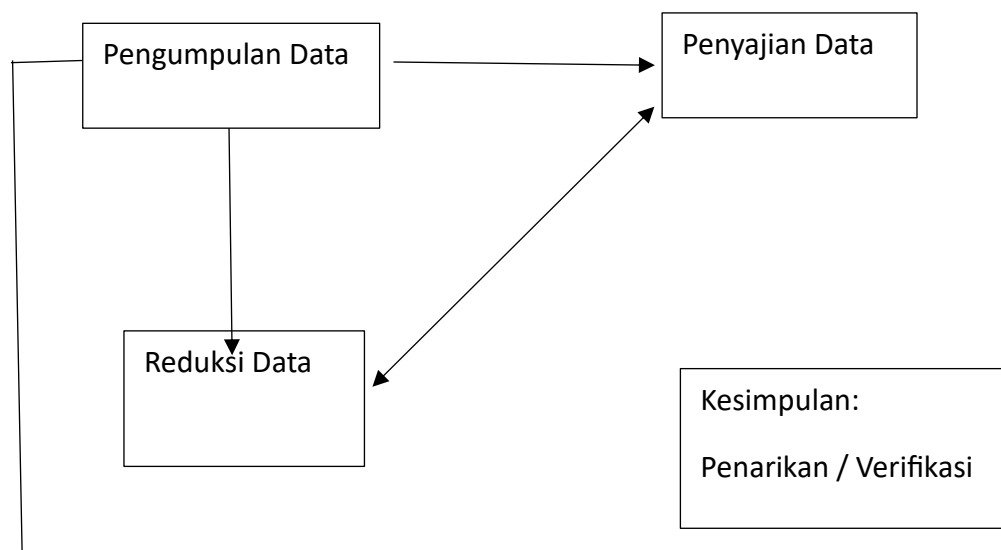 Pengumpulan Data
Penyajian Data
Reduksi Data
Kesimpulan:
Penarikan / Verifikasi